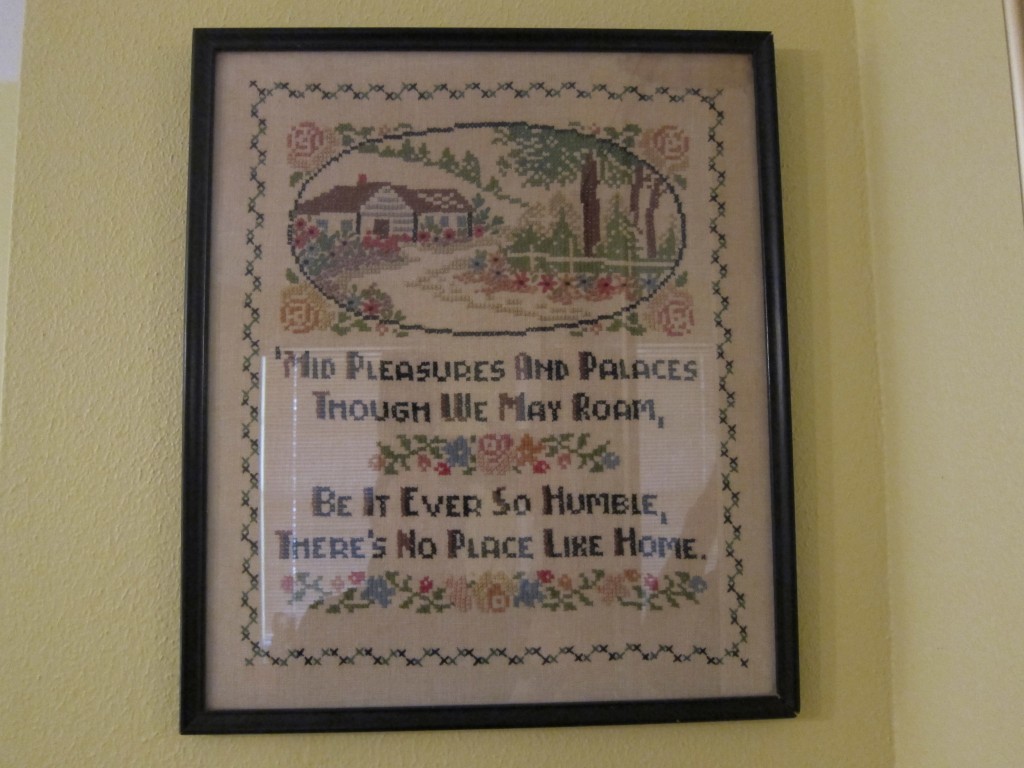 'Mid Pleasures And Palaces
Though We May Roam,
Be It Ever So Humble,
There's No Place Like Home.